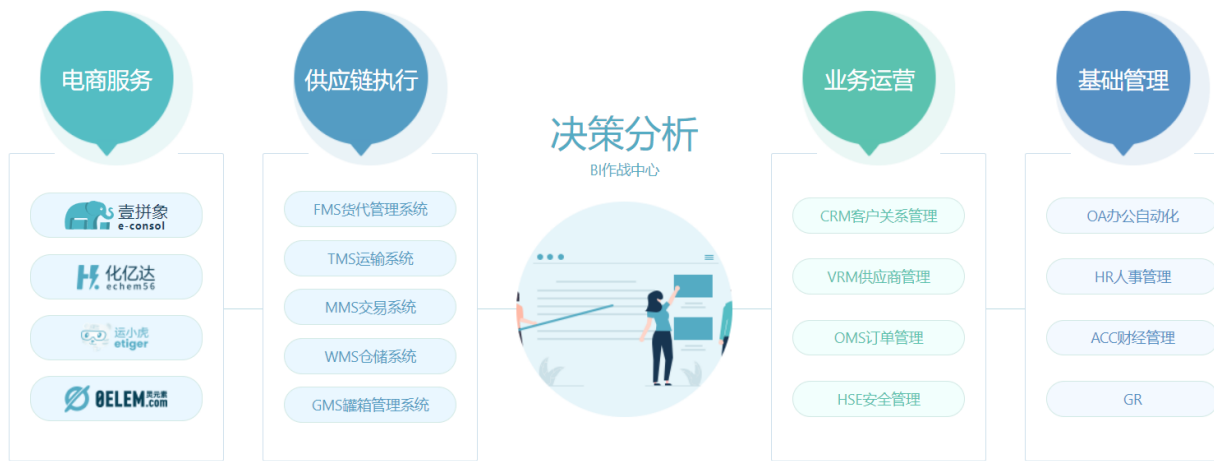 电商服务
壹拼象
e-consol
化亿达
echem56
运小虎
etiger
0ELEM.com
灵元素
供应链执行
FMS货代管理系统
TMS运输系统
MMS交易系统
WMS仓储系统
GMS罐箱管理系统
决策分析
BI作战中心
业务运营
CRM客户关系管理
VRM供应商管理
OMS订单管理
HSE安全管理
基础管理
OA办公自动化
HR人事管理
ACC财经管理
GR